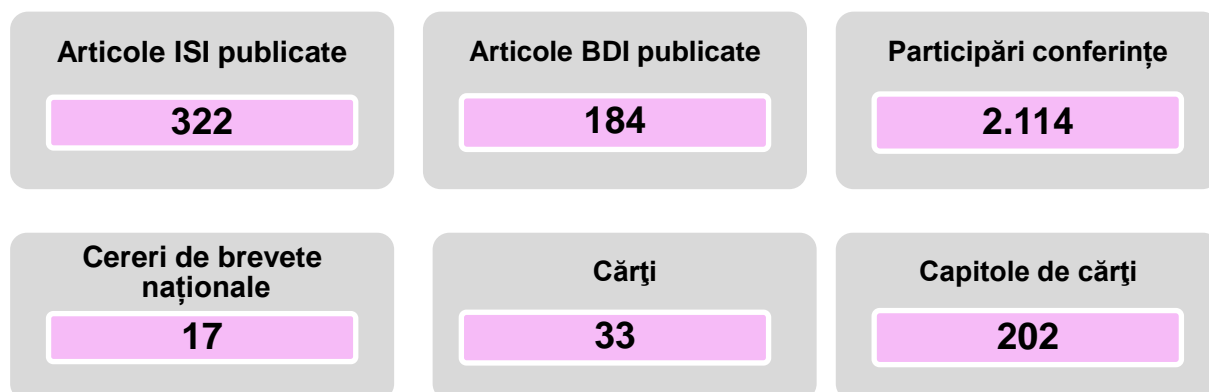 Articole ISI publicate
322
Articole BDI publicate
184
Participări conferințe
2.114
Cereri de brevete
naționale
17
Cărţi
33
Capitole de cărţi
202